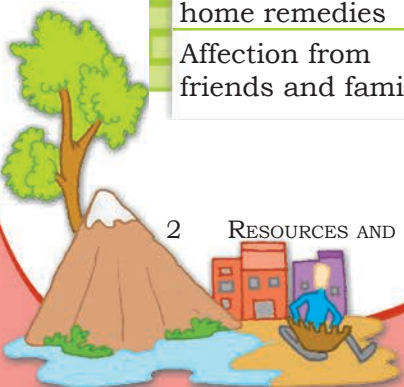 home remedies
Affection from
friends and fami
2 RESOURCES AND